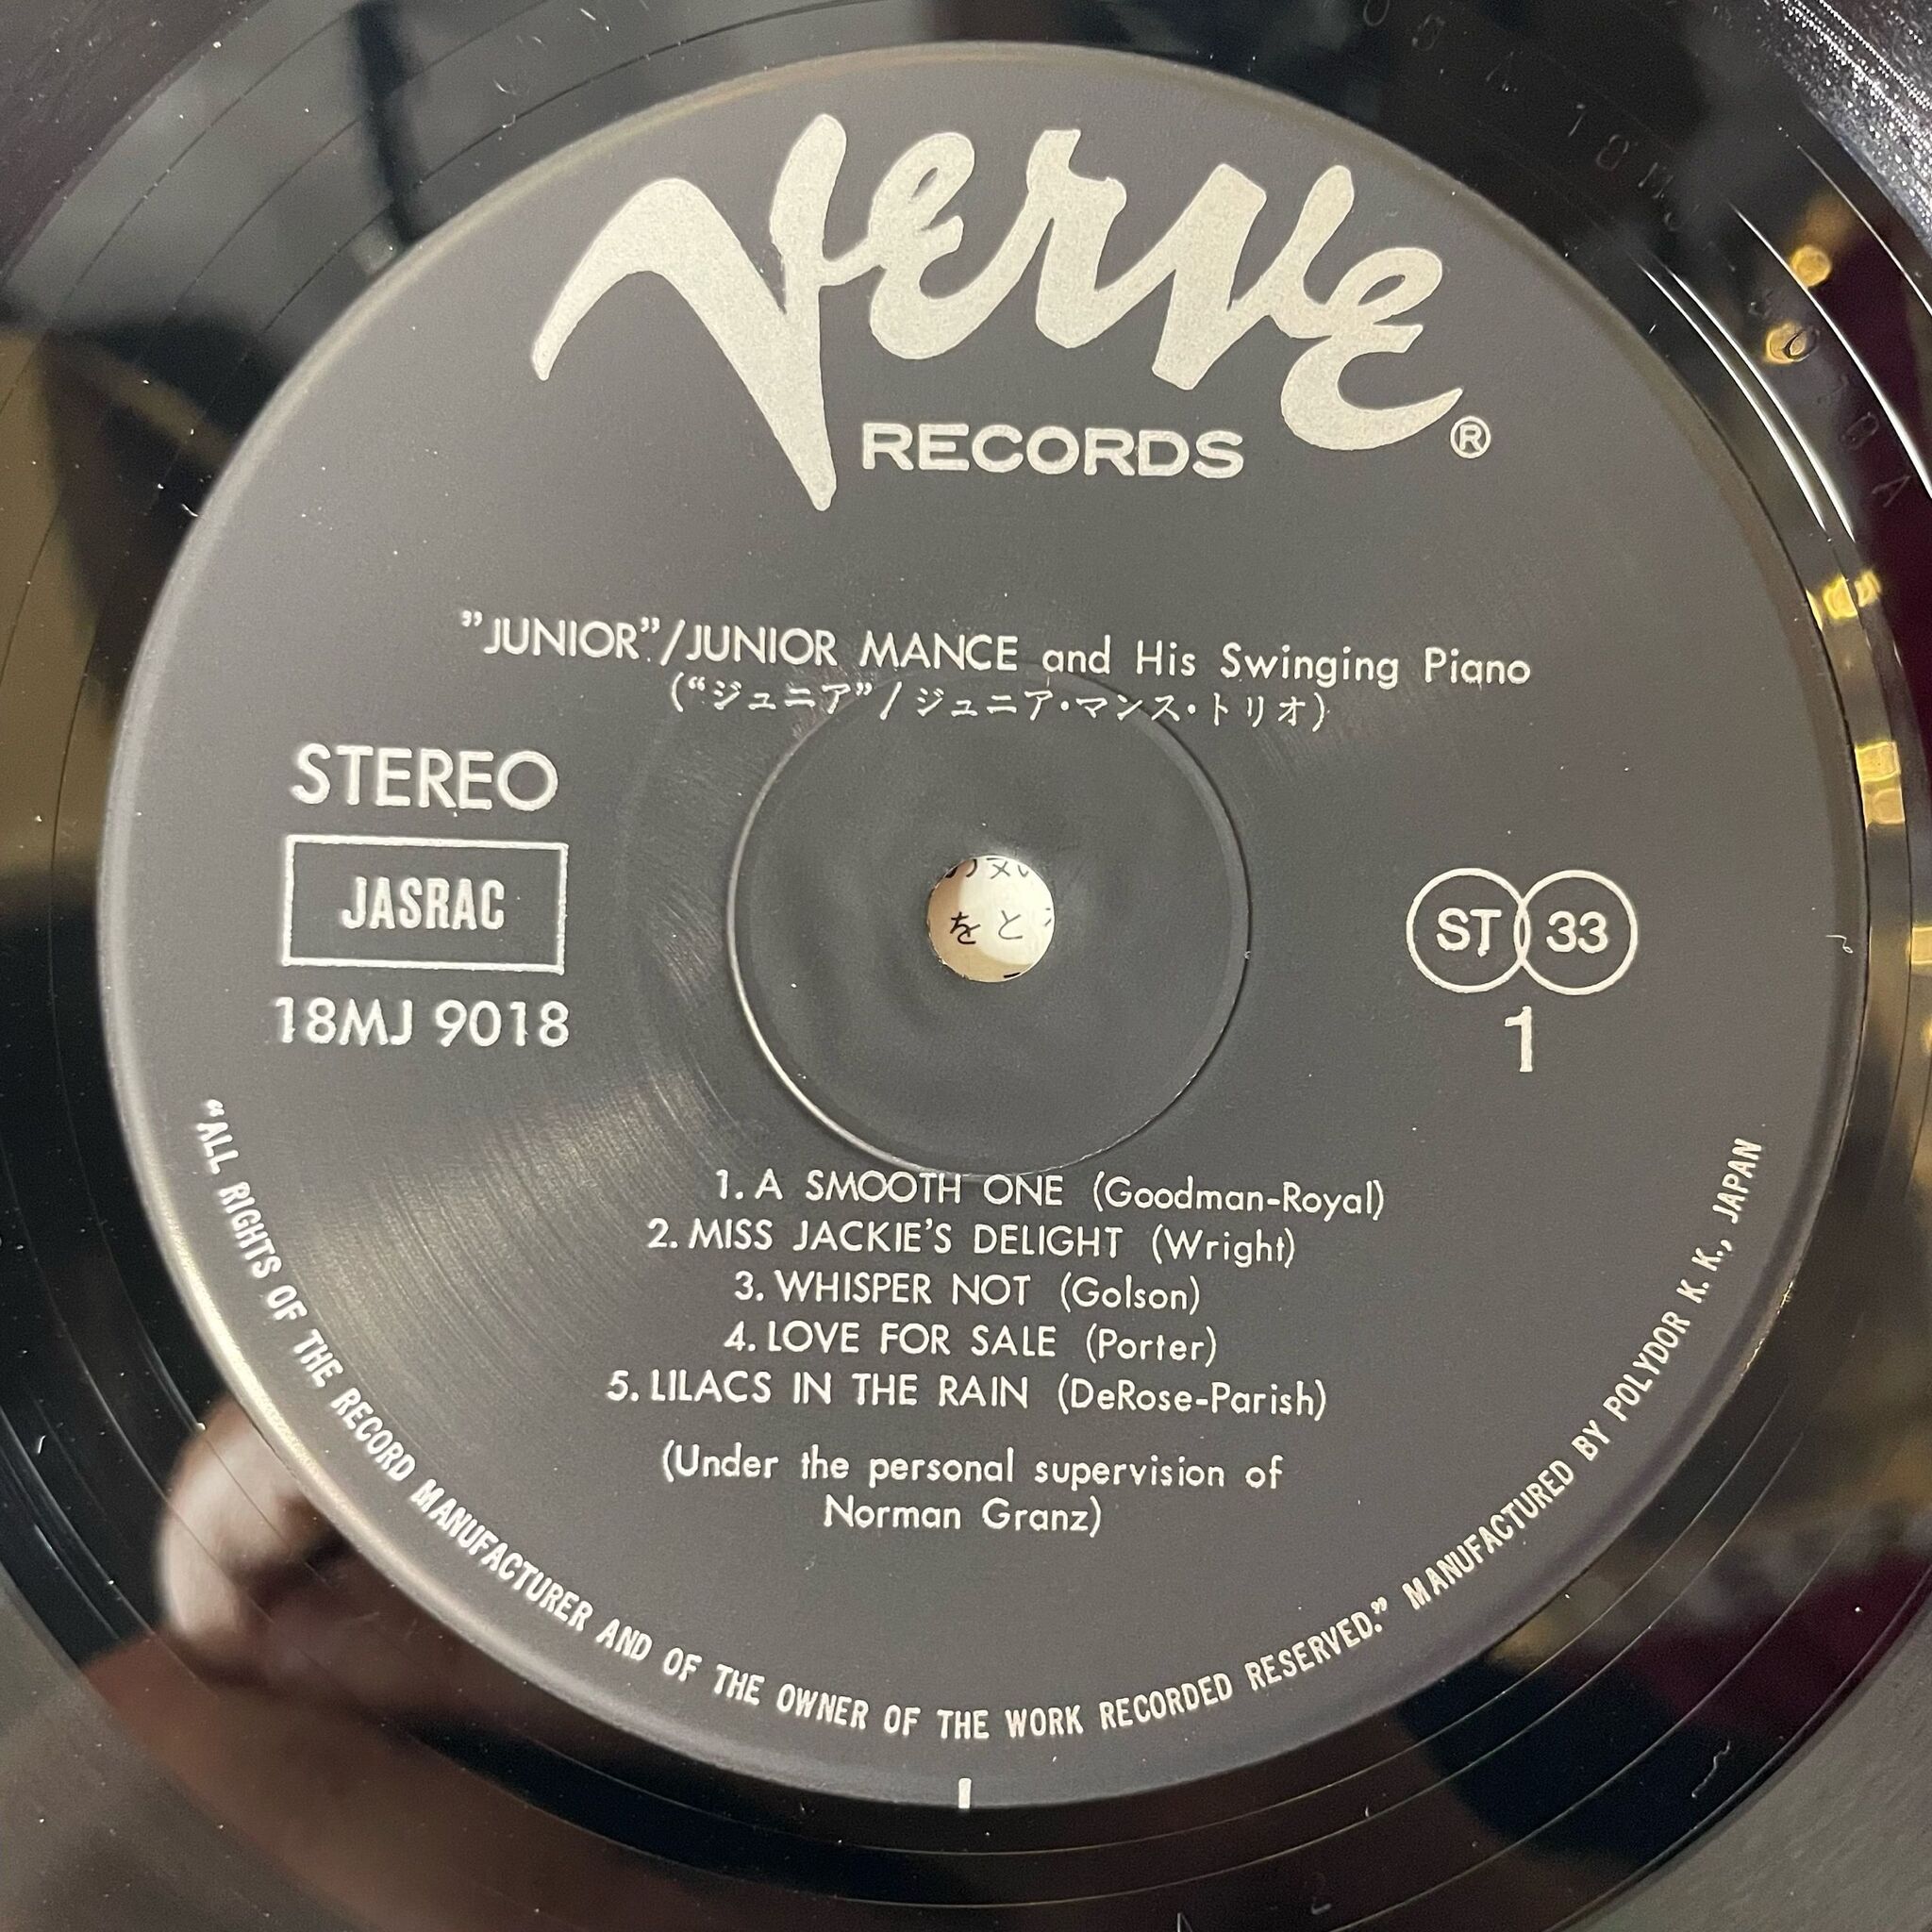 Verve
RECORDS ®
”JUNIOR”/JUNIOR MANCE and His Swinging Piano
(“ジュニア”/ジュニア・マンス・トリオ)
STEREO
JASRAC
18MJ 9018
ST 33
1
をと
1. A SMOOTH ONE (Goodman-Royal)
2. MISS JACKIE'S DELIGHT (Wright)
3. WHISPER NOT (Golson)
4. LOVE FOR SALE (Porter)
5. LILACS IN THE RAIN (DeRose-Parish)
(Under the personal supervision of
Norman Granz)
“ALL RIGHTS OF THE RECORD MANUFACTURER AND OF THE OWNER OF THE WORK RECORDED RESERVED.” MANUFACTURED BY POLYDOR K. K., JAPAN